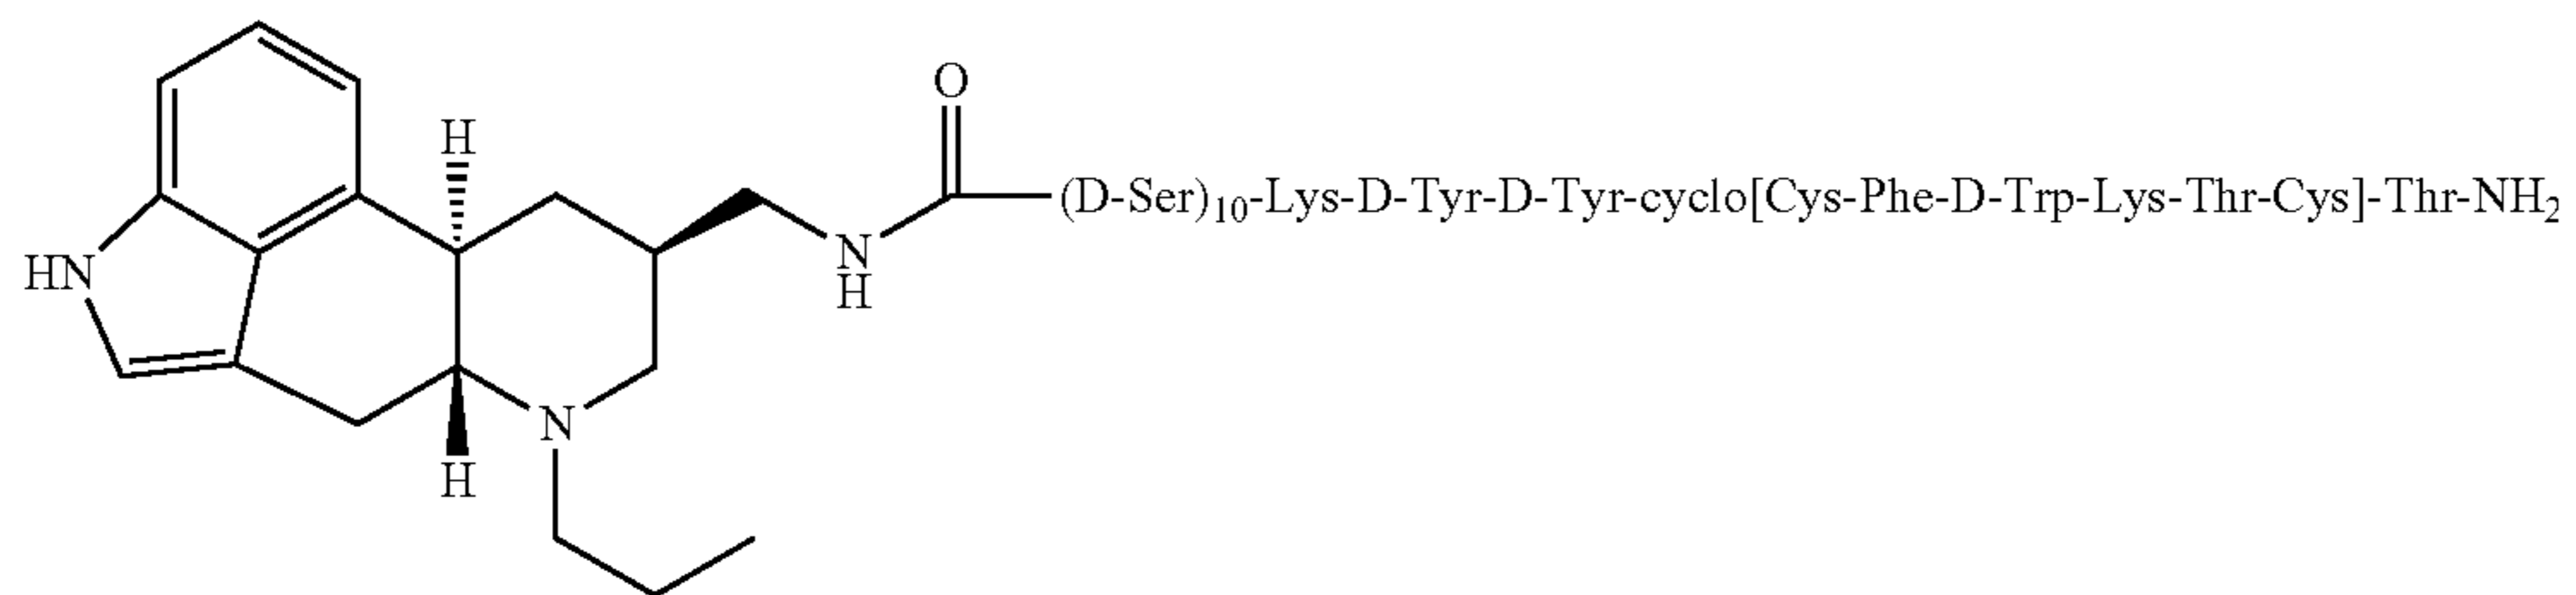 O
H
(D-Ser)10-Lys-D-Tyr-D-Tyr-cyclo[Cys-Phe-D-Trp-Lys-Thr-Cys]-Thr-NH2
HN
N
H
N
H